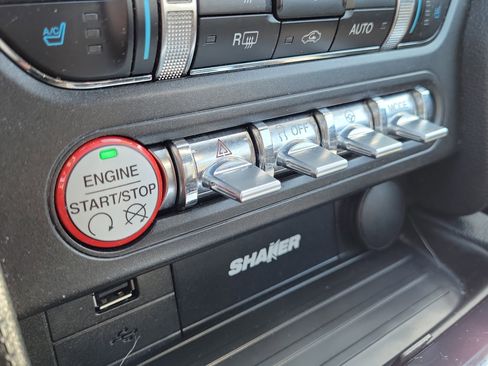 A/C
R
AUTO
OFF
MODE
ENGINE
START/STOP
SHAKER